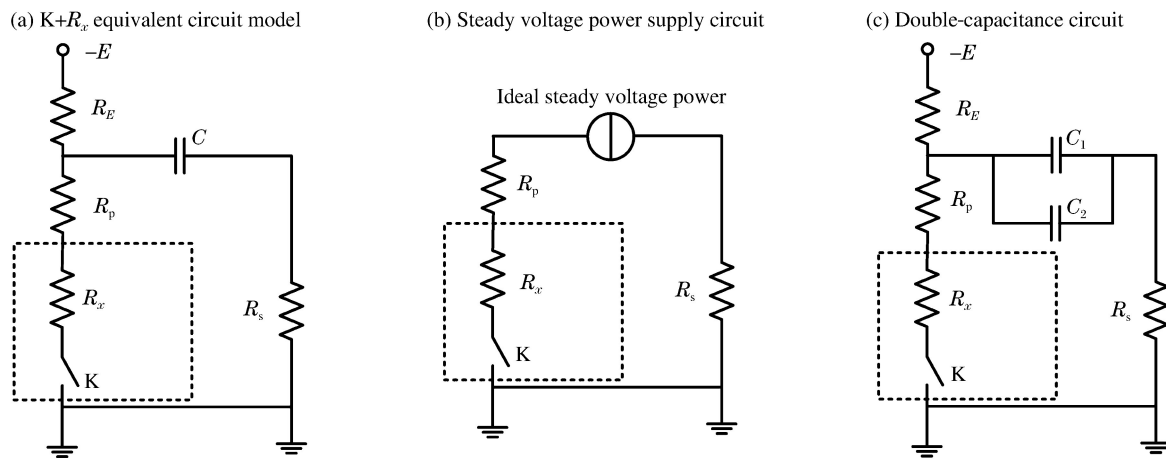 (a) K+Rx equivalent circuit model
–E
RE
C
Rp
Rx
K
Rs
(b) Steady voltage power supply circuit
Ideal steady voltage power
Rp
Rx
K
Rs
(c) Double-capacitance circuit
–E
RE
C1
C2
Rp
Rx
K
Rs